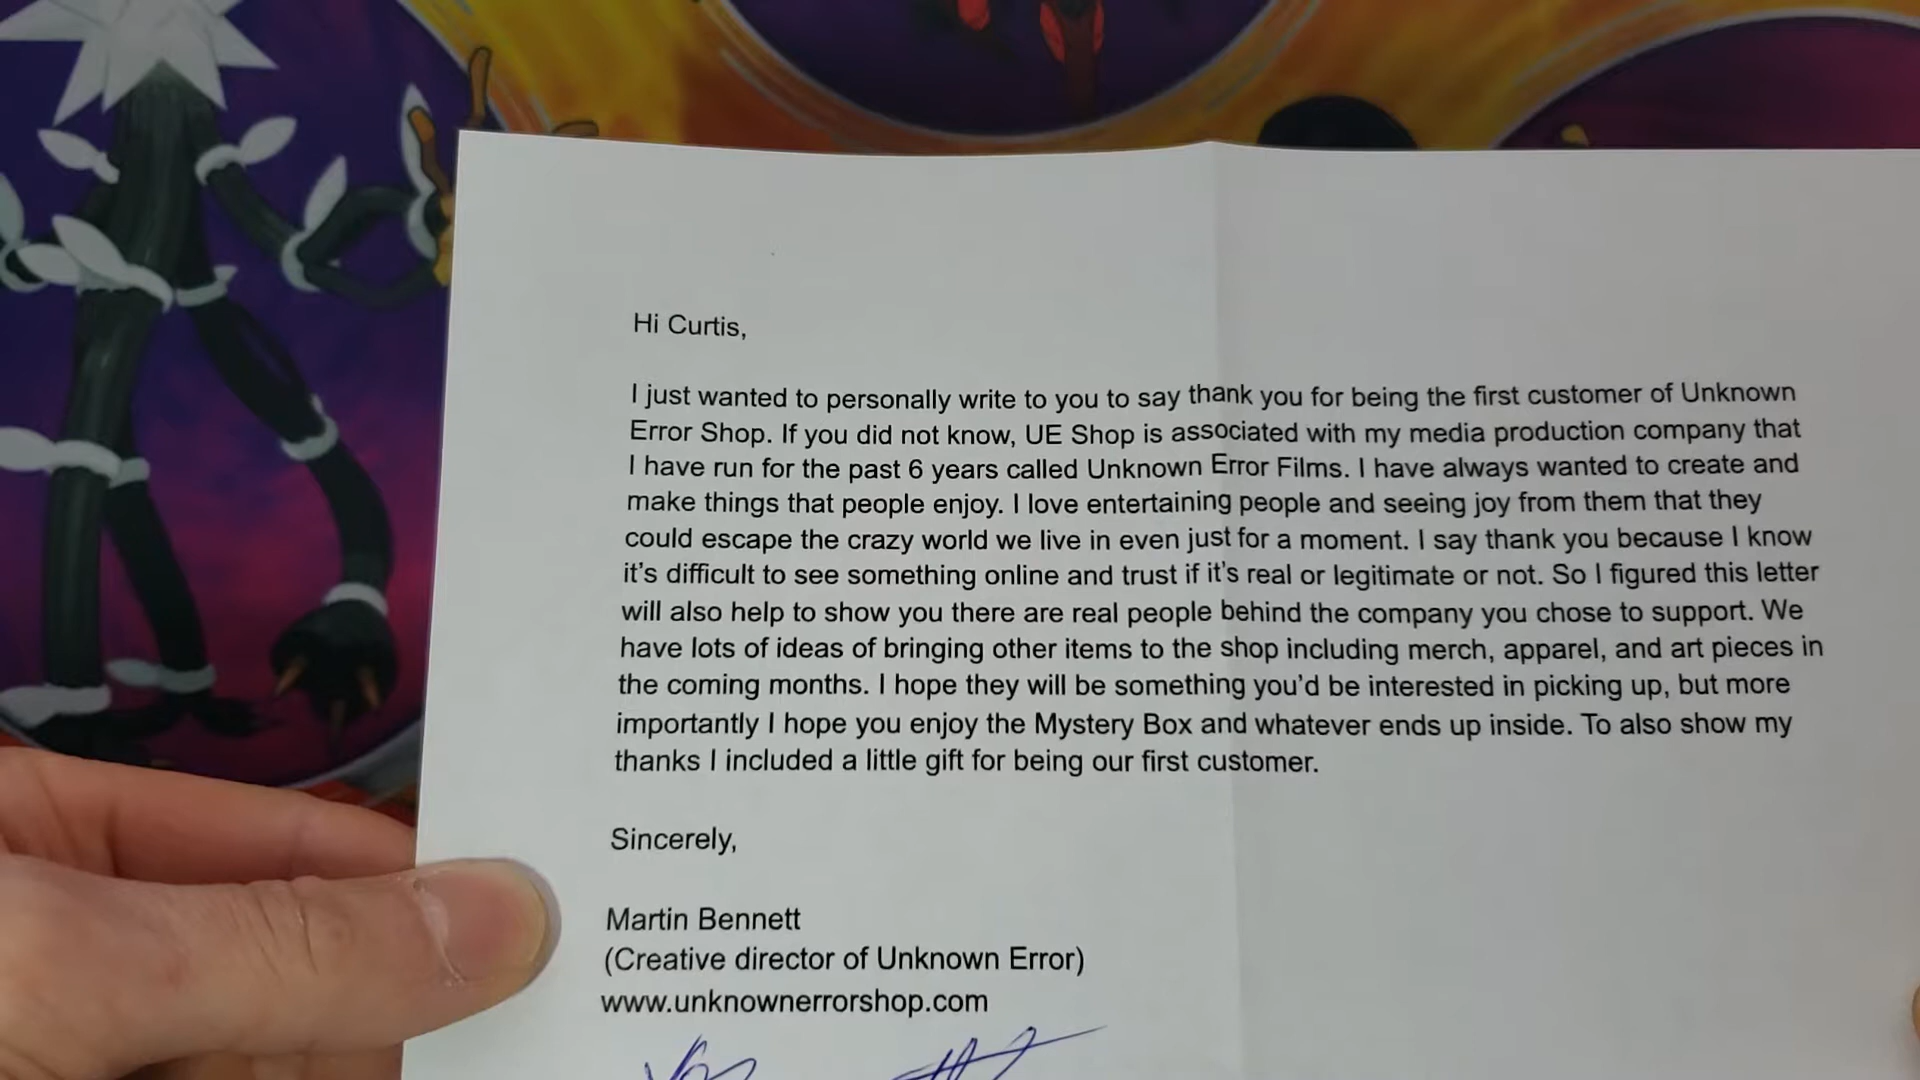 Hi Curtis,
I just wanted to personally write to you to say thank you for being the first customer of Unknown
Error Shop. If you did not know, UE Shop is associated with my media production company that
I have run for the past 6 years called Unknown Error Films. I have always wanted to create and
make things that people enjoy. I love entertaining people and seeing joy from them that they
could escape the crazy world we live in even just for a moment. I say thank you because I know
it's difficult to see something online and trust if it's real or legitimate or not. So I figured this letter
will also help to show you there are real people behind the company you chose to support. We
have lots of ideas of bringing other items to the shop including merch, apparel, and art pieces in
the coming months. I hope they will be something you'd be interested in picking up, but more
importantly I hope you enjoy the Mystery Box and whatever ends up inside. To also show my
thanks I included a little gift for being our first customer.
Sincerely,
Martin Bennett
(Creative director of Unknown Error)
www.unknownerrorshop.com